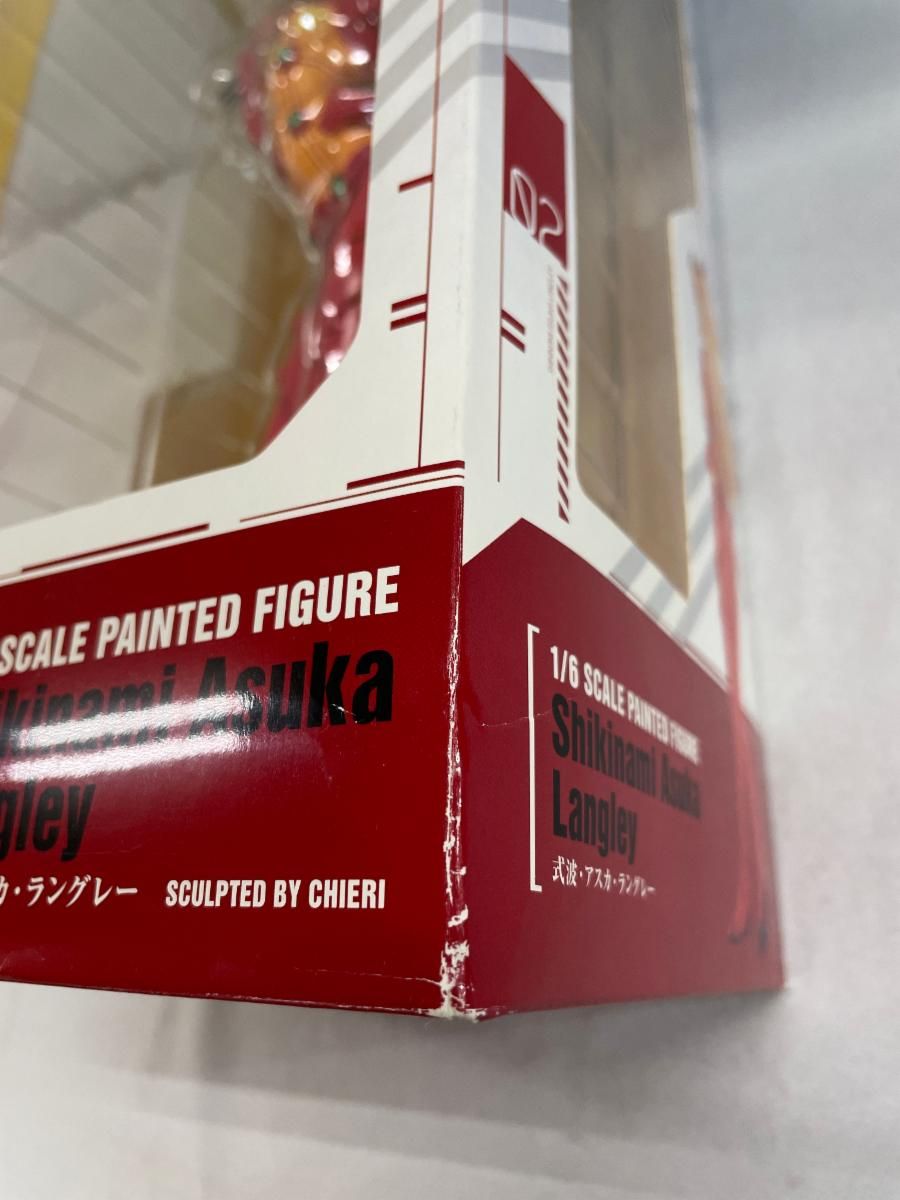 02
SCALE PAINTED FIGURE
ikinami Asuka
gley
カ・ラングレー SCULPTED BY CHIERI
1/6 SCALE PAINTED FIGURE
Shikinami Asuka
Langley
式波・アスカ・ラングレー